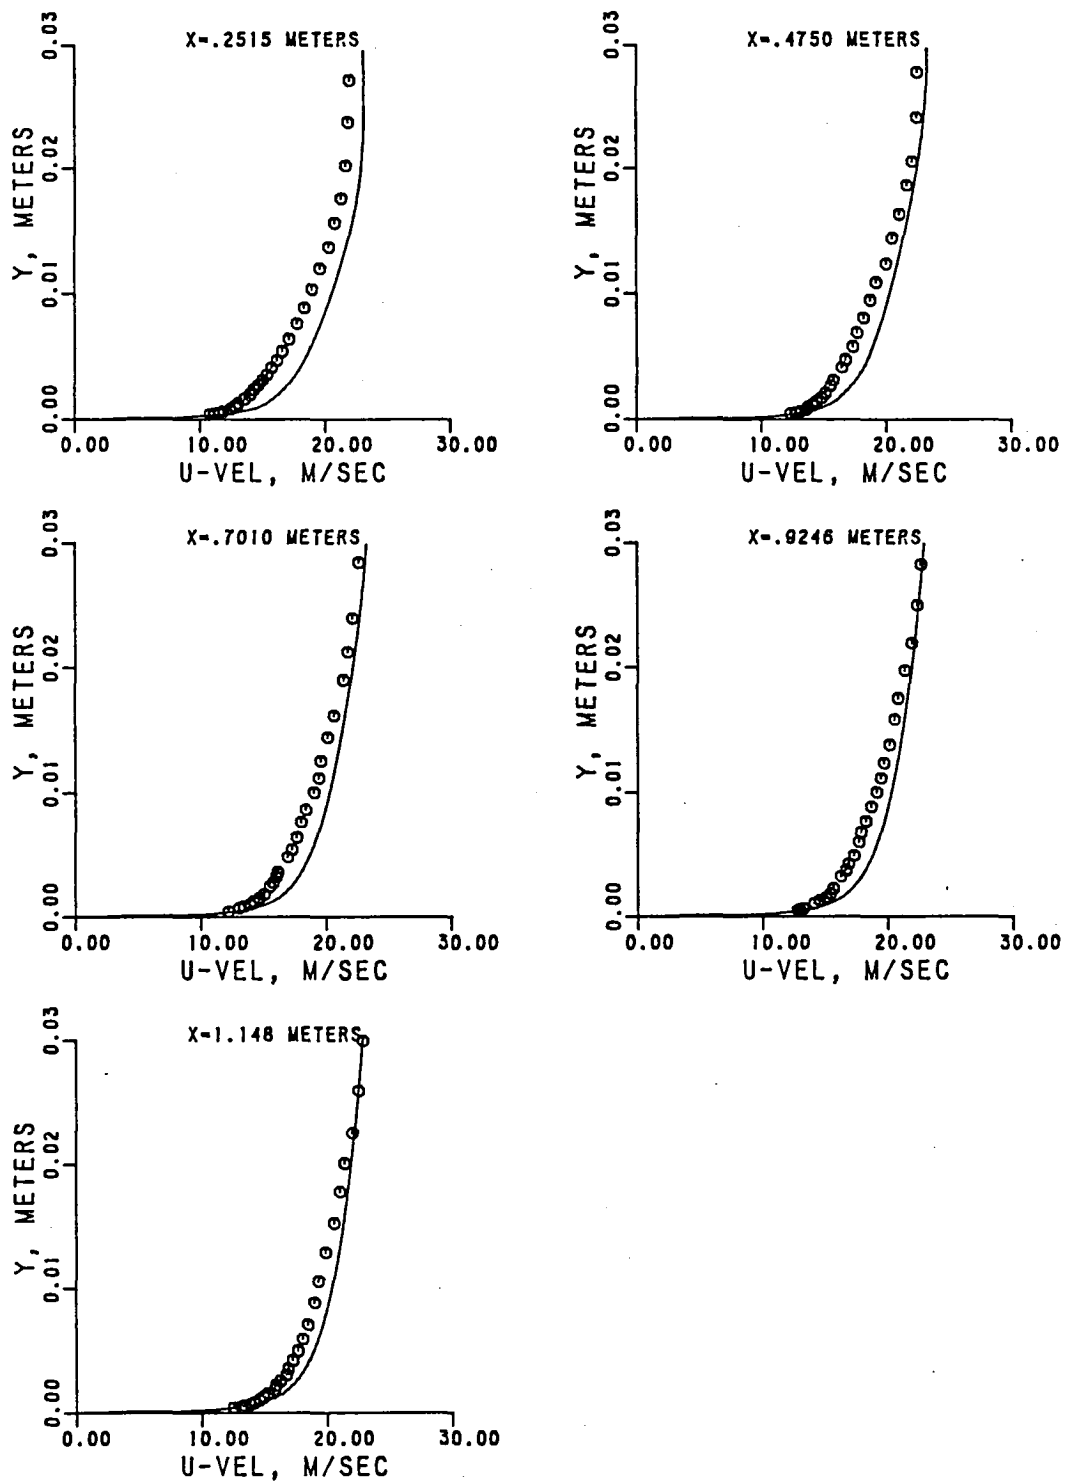 X=.2515 METERS
0.03
0.02
0.01
0.00
Y, METERS
0.00 10.00 20.00 30.00
U-VEL, M/SEC
X=.4750 METERS
0.03
0.02
0.01
0.00
Y, METERS
0.00 10.00 20.00 30.00
U-VEL, M/SEC
X=.7010 METERS
0.03
0.02
0.01
0.00
Y, METERS
0.00 10.00 20.00 30.00
U-VEL, M/SEC
X=.9246 METERS
0.03
0.02
0.01
0.00
Y, METERS
0.00 10.00 20.00 30.00
U-VEL, M/SEC
X=1.148 METERS
0.03
0.02
0.01
0.00
Y, METERS
0.00 10.00 20.00 30.00
U-VEL, M/SEC